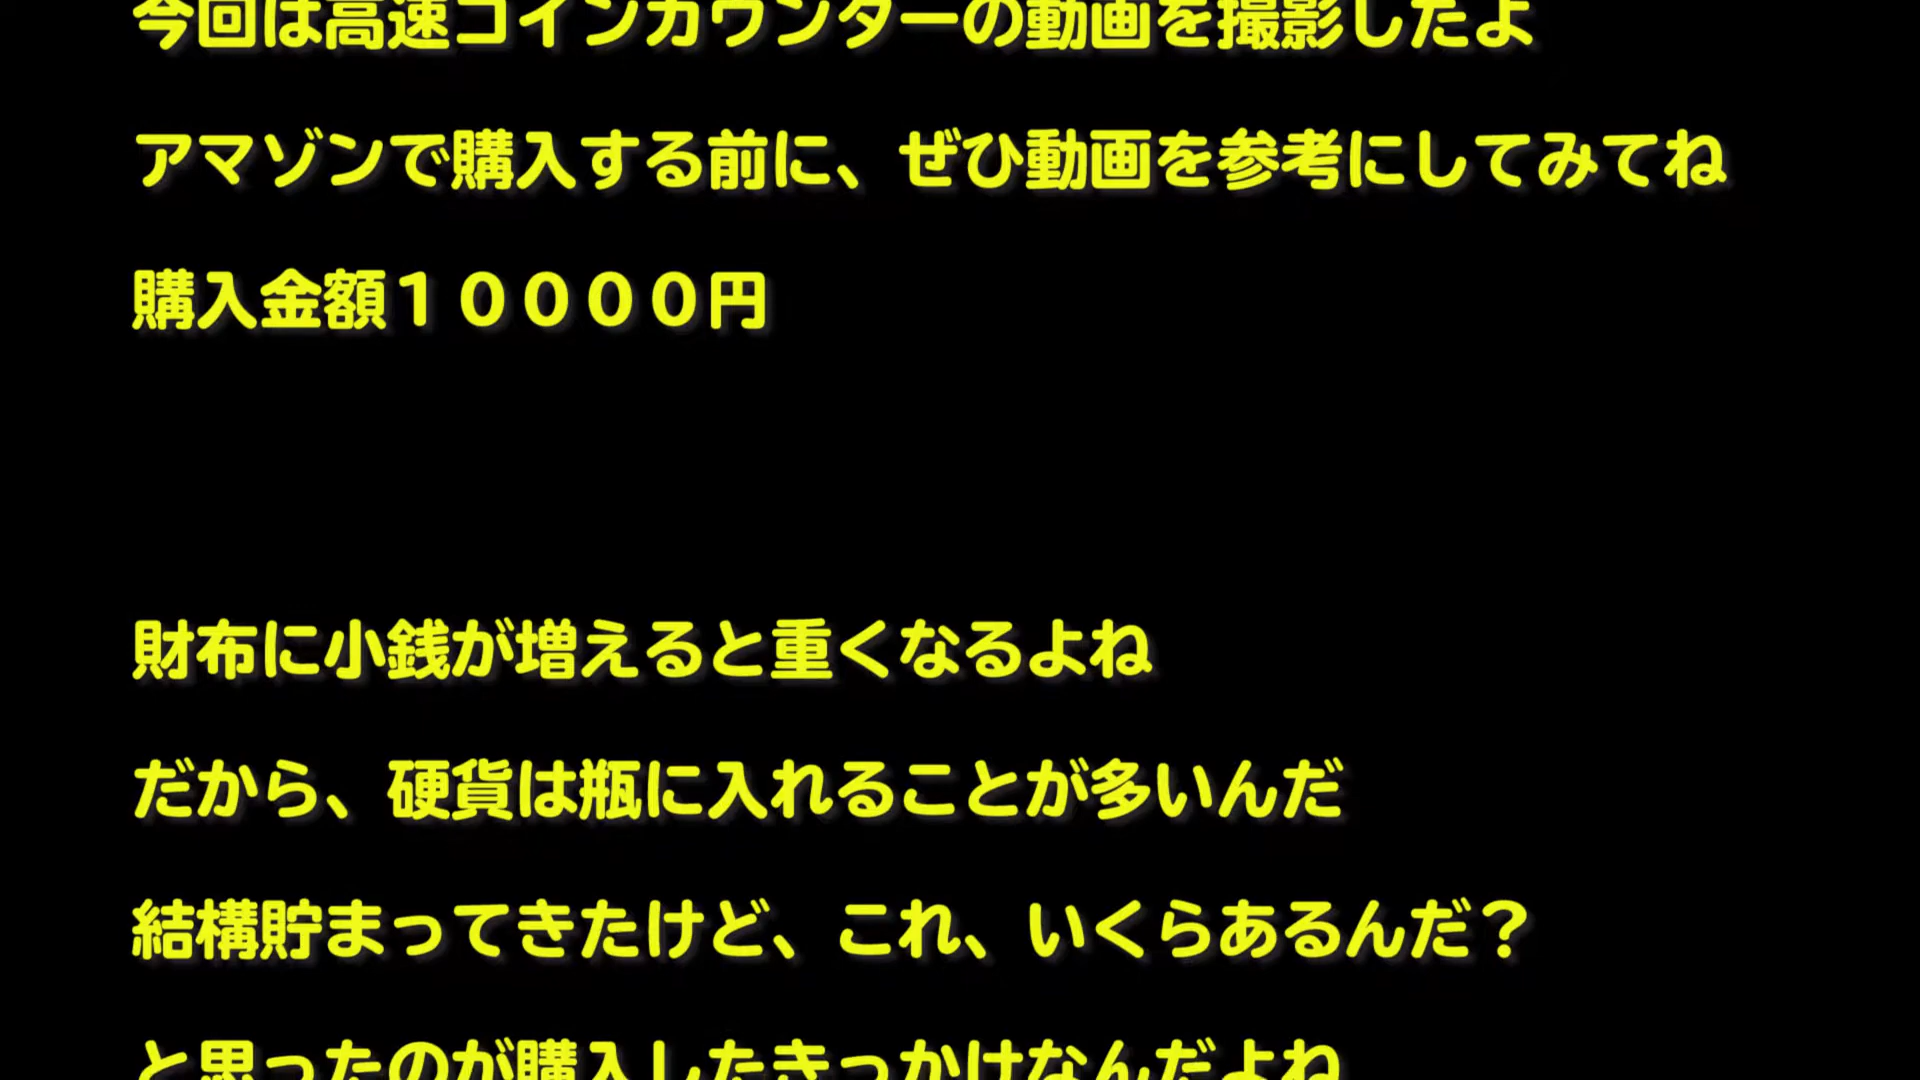 今回は高速コインカウンターの動画を撮影したよ
アマゾンで購入する前に、ぜひ動画を参考にしてみてね
購入金額１００００円
財布に小銭が増えると重くなるよね
だから、硬貨は瓶に入れることが多いんだ
結構貯まってきたけど、これ、いくらあるんだ？
と思ったのが購入したきっかけなんだよね